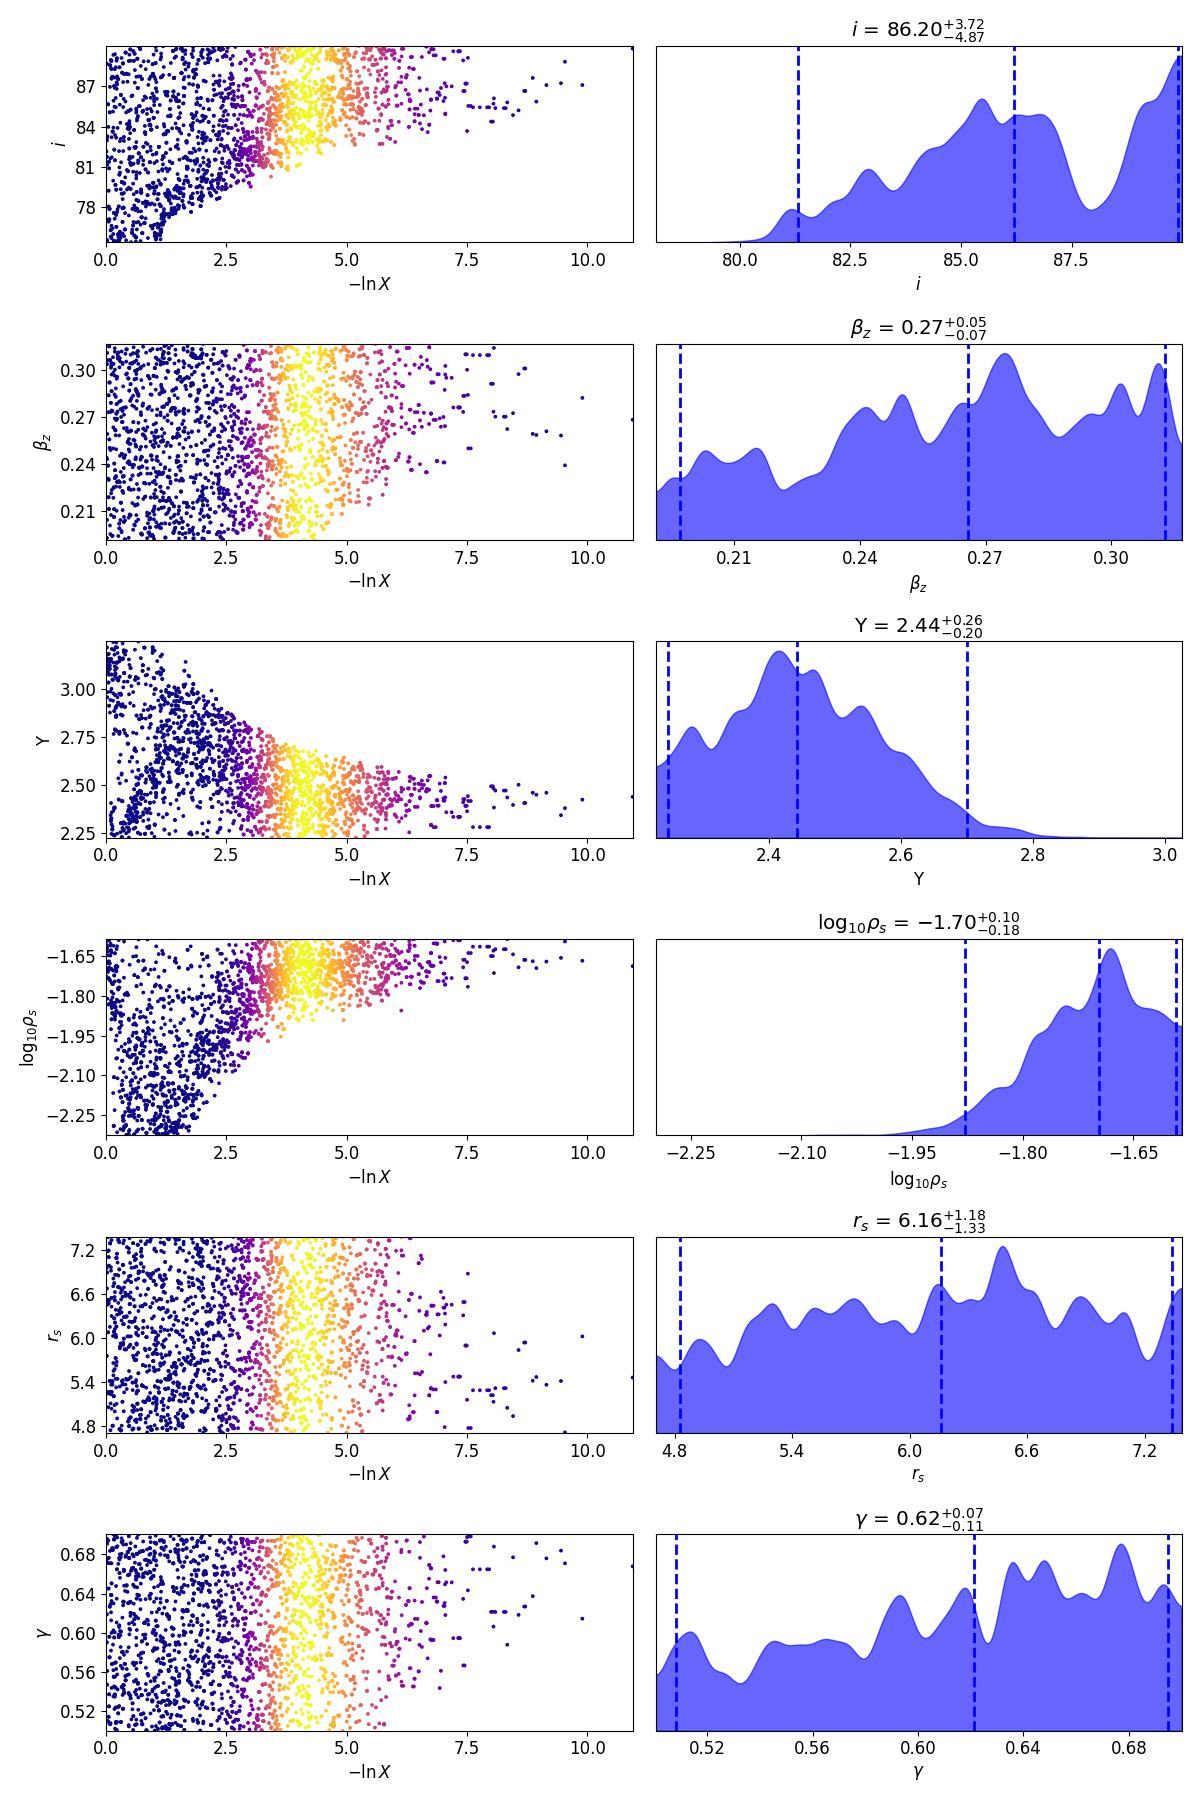 i = 86.20 +3.72 −4.87
87
84
81
78
i
0.0 2.5 5.0 7.5 10.0
−ln X
80.0 82.5 85.0 87.5
i
βz = 0.27 +0.05 −0.07
0.30
0.27
0.24
0.21
βz
0.0 2.5 5.0 7.5 10.0
−ln X
0.21 0.24 0.27 0.30
βz
Y = 2.44 +0.26 −0.20
3.00
2.75
2.50
2.25
Y
0.0 2.5 5.0 7.5 10.0
−ln X
2.4 2.6 2.8 3.0
Y
log10 ρs = −1.70 +0.10 −0.18
−1.65
−1.80
−1.95
−2.10
−2.25
log10 ρs
0.0 2.5 5.0 7.5 10.0
−ln X
−2.25 −2.10 −1.95 −1.80 −1.65
log10 ρs
rs = 6.16 +1.18 −1.33
7.2
6.6
6.0
5.4
4.8
rs
0.0 2.5 5.0 7.5 10.0
−ln X
4.8 5.4 6.0 6.6 7.2
rs
γ = 0.62 +0.07 −0.11
0.68
0.64
0.60
0.56
0.52
γ
0.0 2.5 5.0 7.5 10.0
−ln X
0.52 0.56 0.60 0.64 0.68
γ